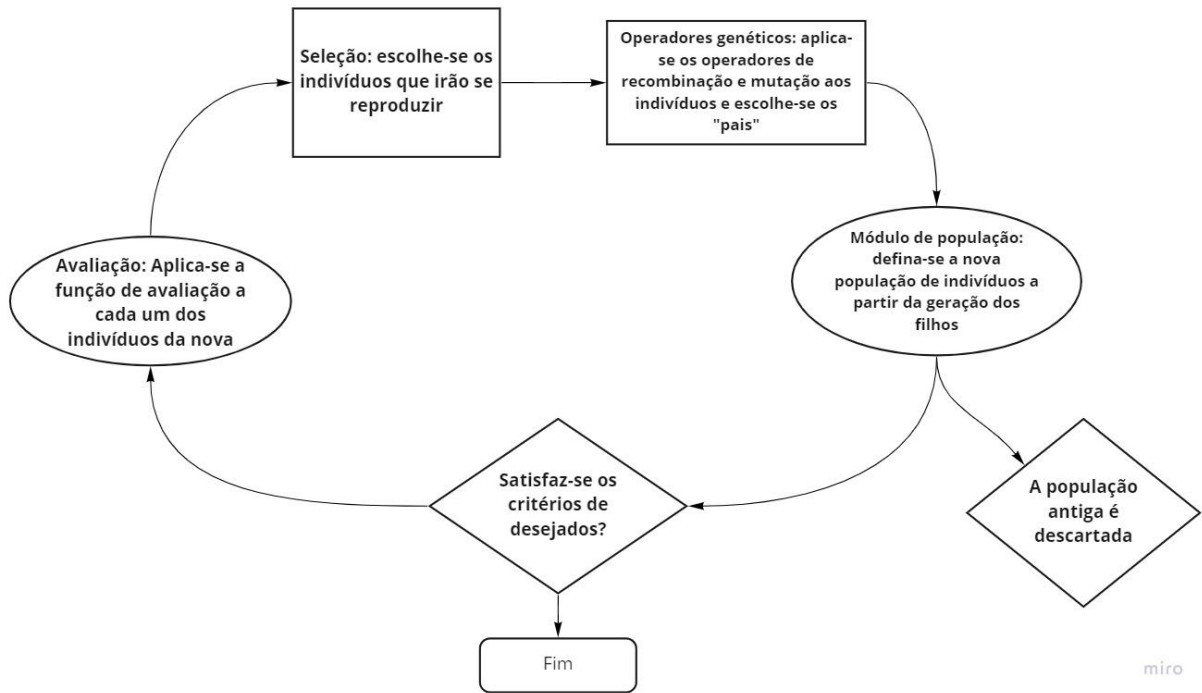 Seleção: escolhe-se os
indivíduos que irão se
reproduzir
Operadores genéticos: aplica-
se os operadores de
recombinação e mutação aos
indivíduos e escolhe-se os
"pais"
Módulo de população:
defina-se a nova
população de indivíduos a
partir da geração dos
filhos
Avaliação: Aplica-se a
função de avaliação a
cada um dos
indivíduos da nova
Satisfaz-se os
critérios de
desejados?
A população
antiga é
descartada
Fim
miro